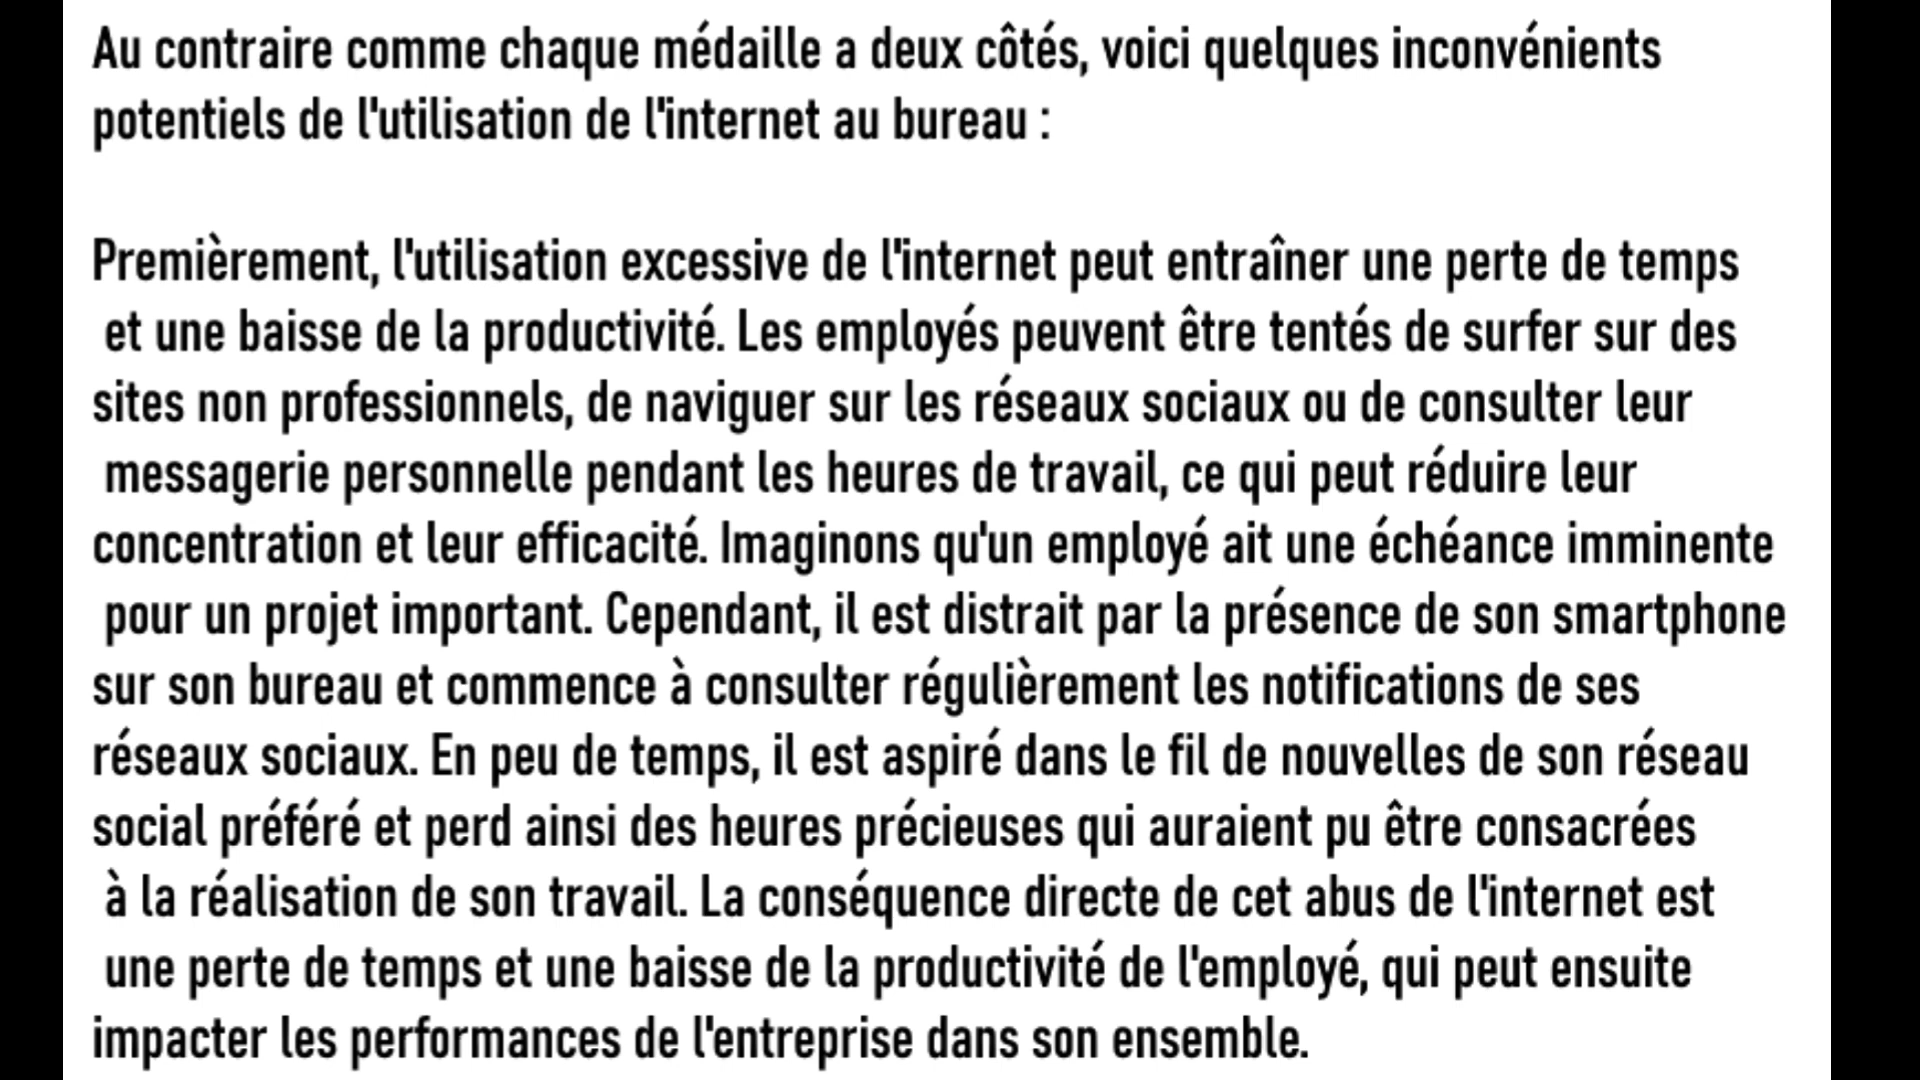 Au contraire comme chaque médaille a deux côtés, voici quelques inconvénients
potentiels de l'utilisation de l'internet au bureau :
Premièrement, l'utilisation excessive de l'internet peut entraîner une perte de temps
et une baisse de la productivité. Les employés peuvent être tentés de surfer sur des
sites non professionnels, de naviguer sur les réseaux sociaux ou de consulter leur
messagerie personnelle pendant les heures de travail, ce qui peut réduire leur
concentration et leur efficacité. Imaginons qu'un employé ait une échéance imminente
pour un projet important. Cependant, il est distrait par la présence de son smartphone
sur son bureau et commence à consulter régulièrement les notifications de ses
réseaux sociaux. En peu de temps, il est aspiré dans le fil de nouvelles de son réseau
social préféré et perd ainsi des heures précieuses qui auraient pu être consacrées
à la réalisation de son travail. La conséquence directe de cet abus de l'internet est
une perte de temps et une baisse de la productivité de l'employé, qui peut ensuite
impacter les performances de l'entreprise dans son ensemble.